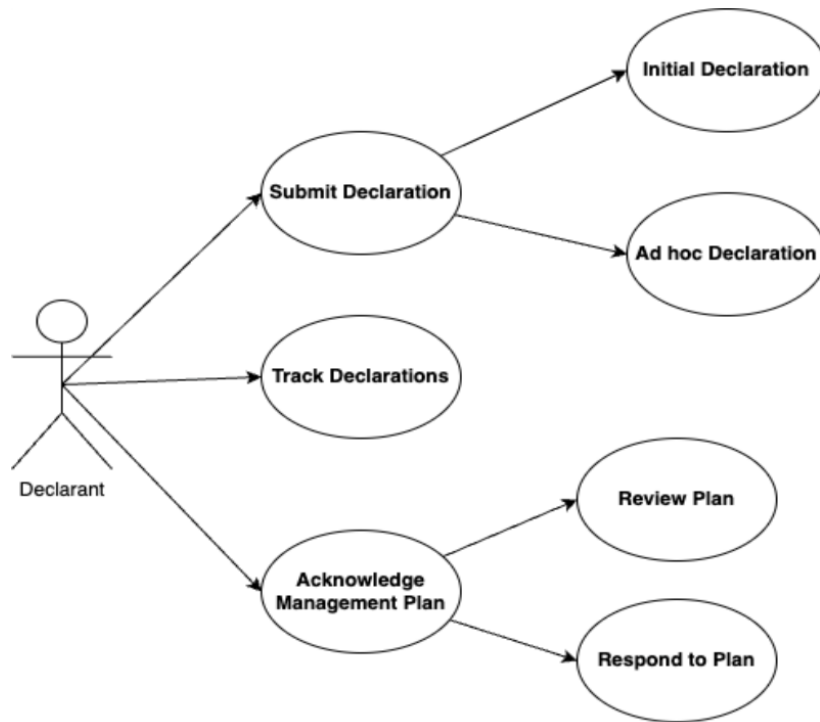 Initial Declaration
Submit Declaration
Ad hoc Declaration
Track Declarations
Declarant
Review Plan
Acknowledge
Management Plan
Respond to Plan